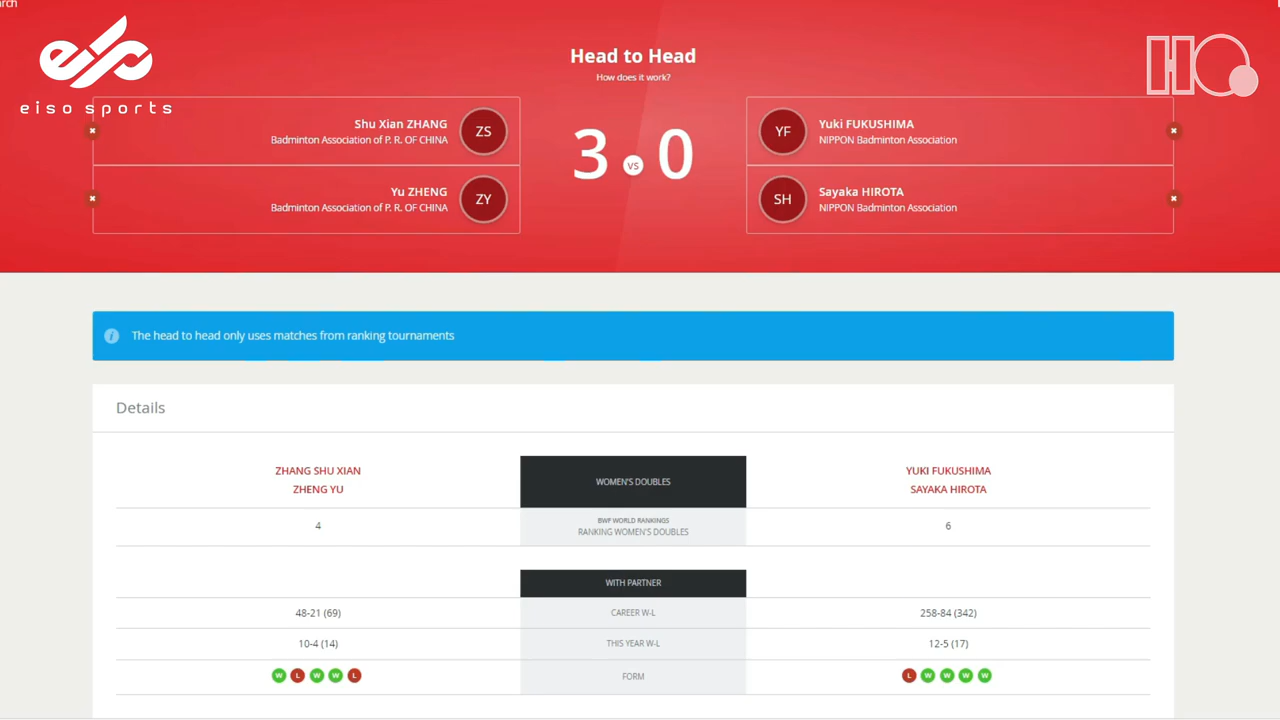 rch
eiso sports
HQ
Head to Head
How does it work?
Shu Xian ZHANG
Badminton Association of P. R. OF CHINA
ZS
Yu ZHENG
Badminton Association of P. R. OF CHINA
ZY
3 vs 0
YF
Yuki FUKUSHIMA
NIPPON Badminton Association
SH
Sayaka HIROTA
NIPPON Badminton Association
The head to head only uses matches from ranking tournaments
Details
ZHANG SHU XIAN
ZHENG YU
WOMEN'S DOUBLES
YUKI FUKUSHIMA
SAYAKA HIROTA
4
BWF WORLD RANKINGS
RANKING WOMEN'S DOUBLES
6
WITH PARTNER
48-21 (69) CAREER W-L 258-84 (342)
10-4 (14) THIS YEAR W-L 12-5 (17)
W L W W L FORM L W W W W